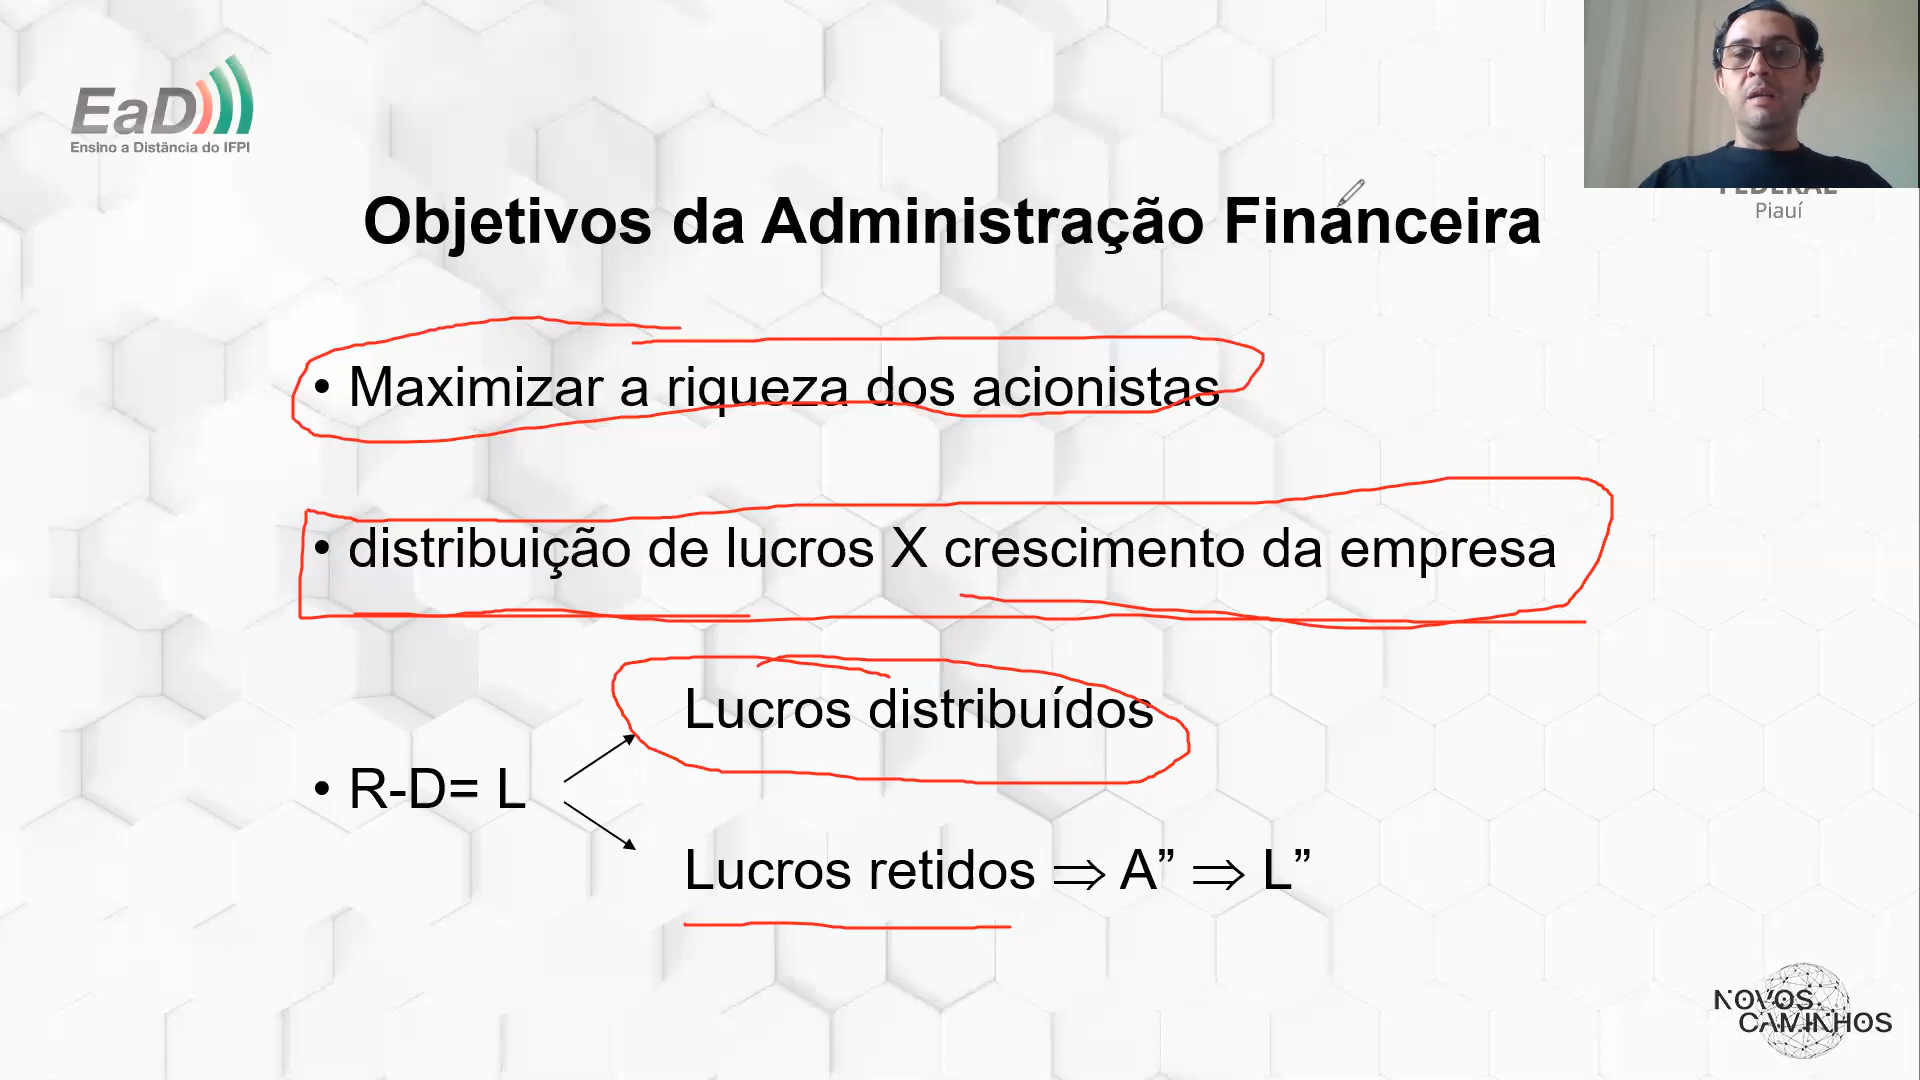 EaD
Ensino a Distância do IFPI
FEDERAL
Piauí
Objetivos da Administração Financeira
• Maximizar a riqueza dos acionistas
• distribuição de lucros X crescimento da empresa
Lucros distribuídos
• R-D= L
Lucros retidos ⇒ A” ⇒ L”
NOVOS
CAMINHOS